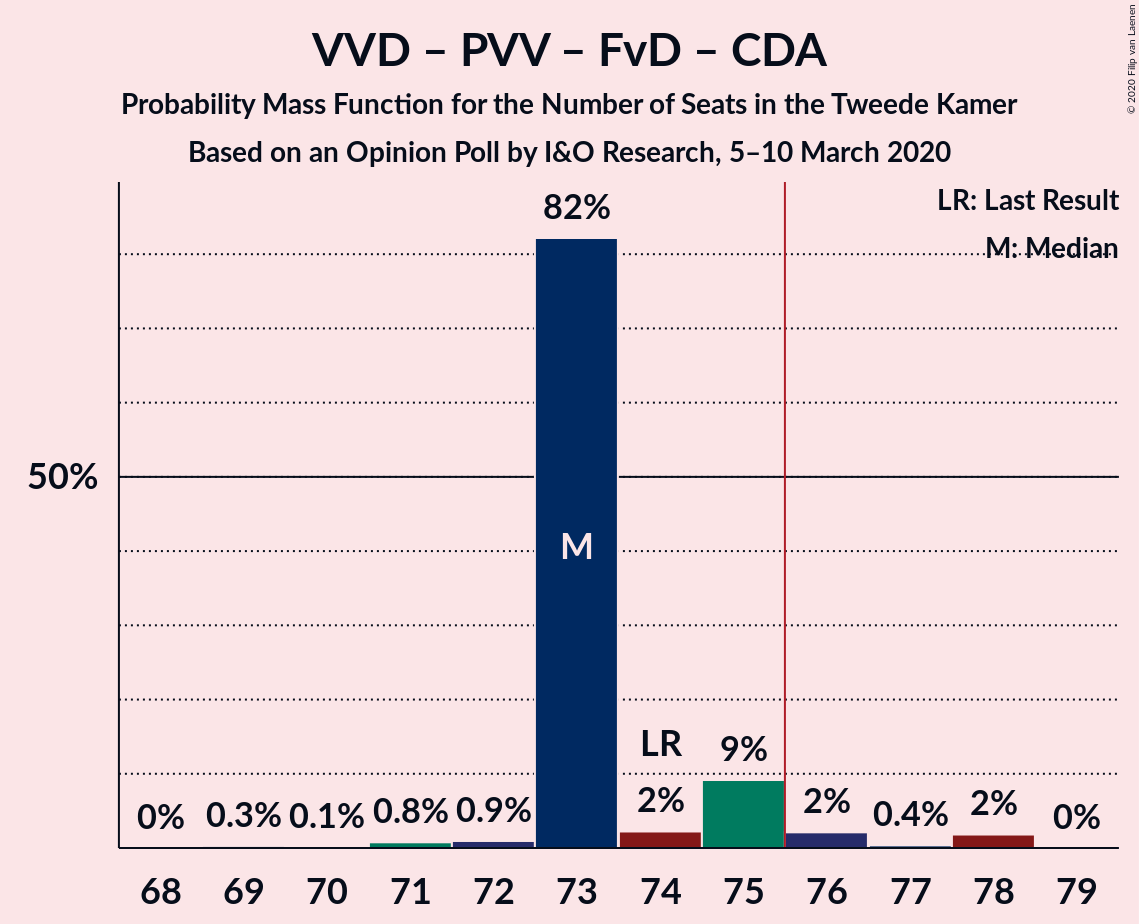 VVD – PVV – FvD – CDA
Probability Mass Function for the Number of Seats in the Tweede Kamer
Based on an Opinion Poll by I&O Research, 5–10 March 2020
© 2020 Filip van Laenen
LR: Last Result
M: Median
82%
50%
M
LR
9%
0% 0.3% 0.1% 0.8% 0.9% 2% 2% 0.4% 2% 0%
68 69 70 71 72 73 74 75 76 77 78 79